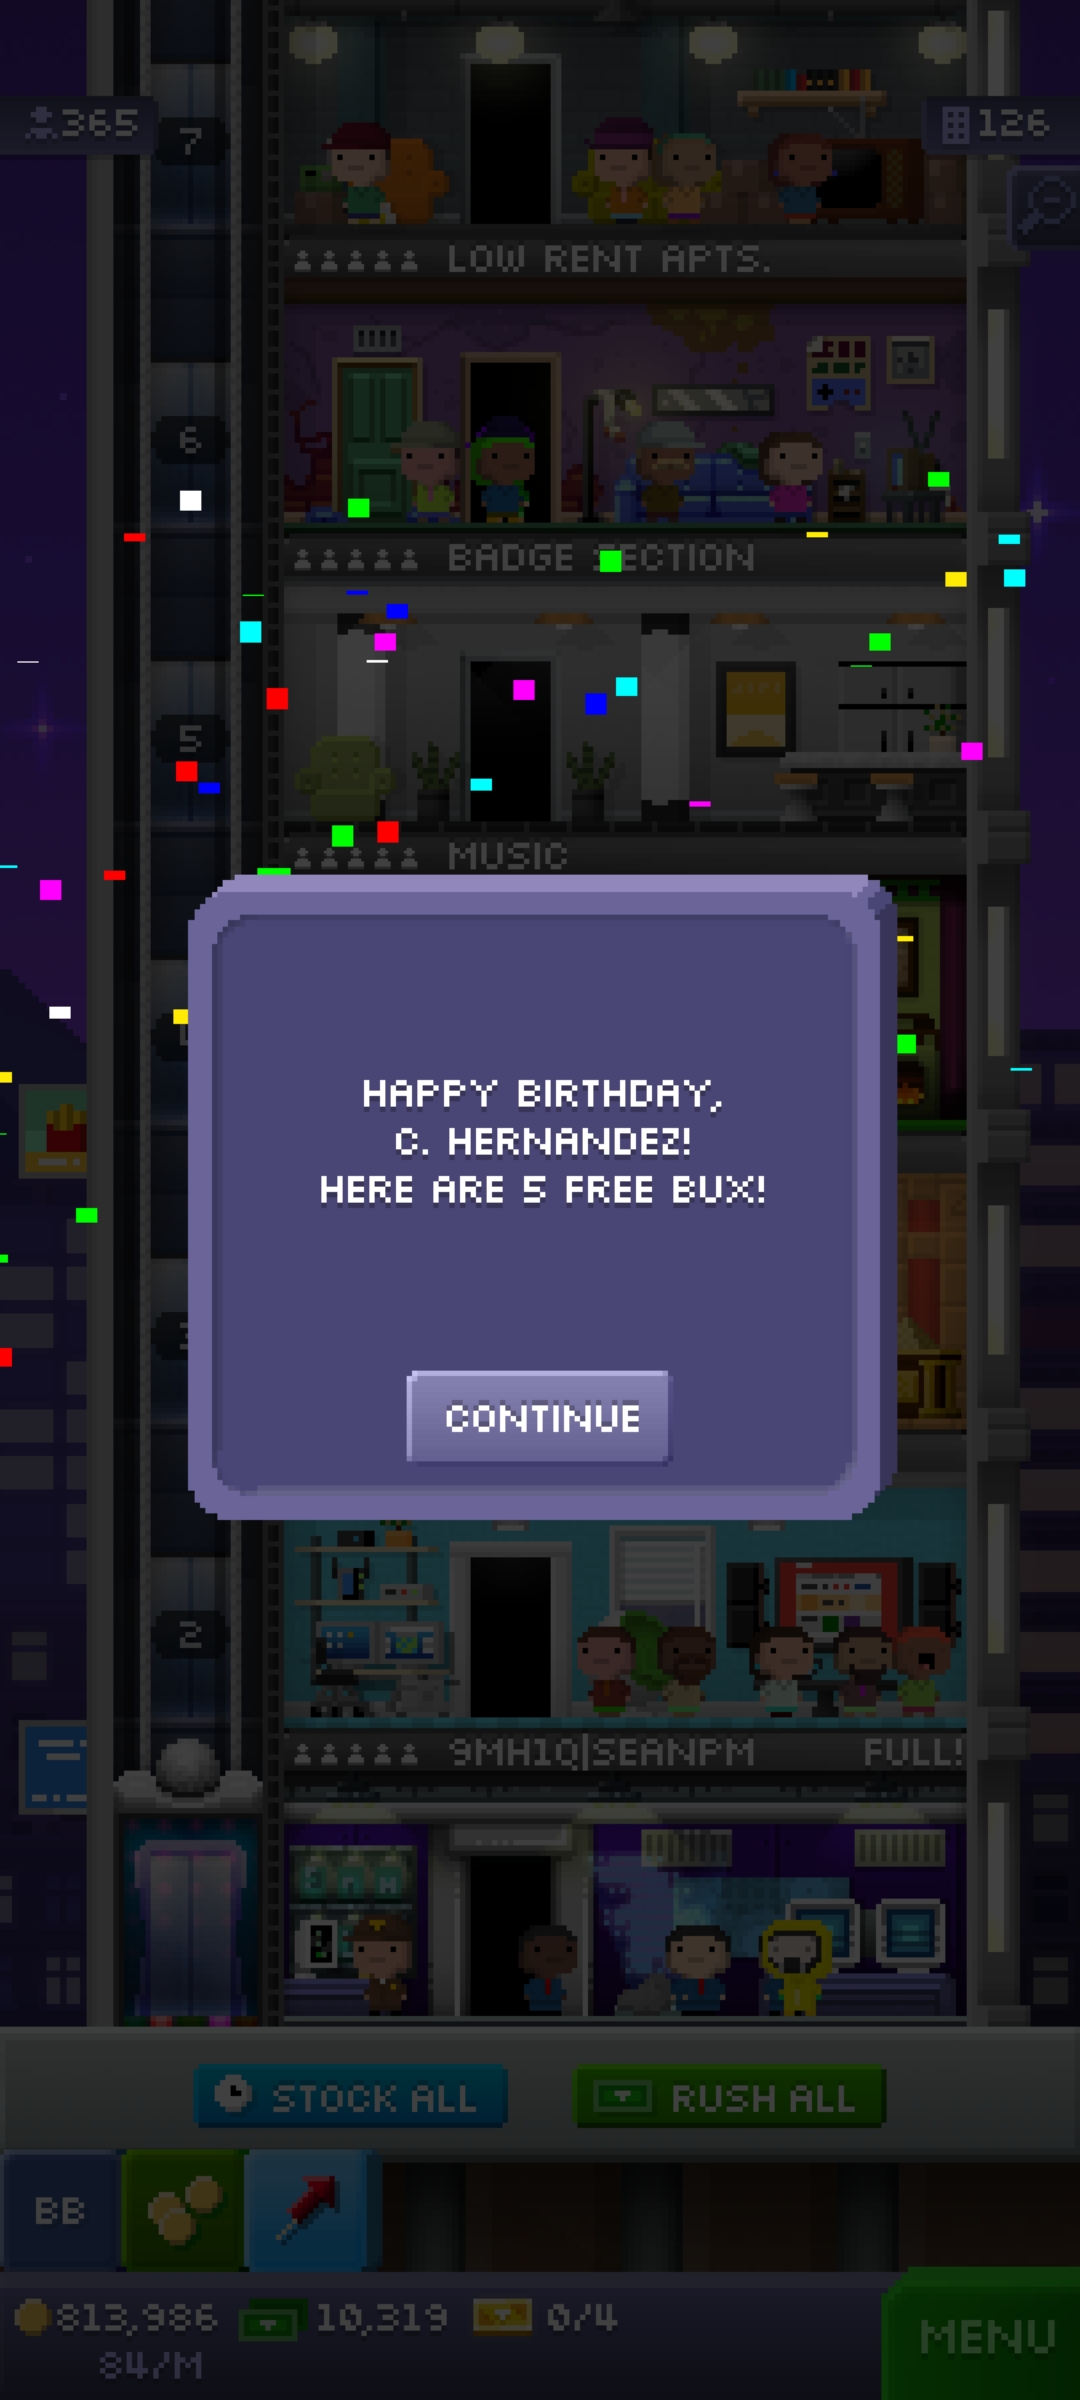 365
7
126
LOW RENT APTS.
6
BADGE SECTION
5
MUSIC
HAPPY BIRTHDAY,
C. HERNANDEZ!
HERE ARE 5 FREE BUX!
CONTINUE
2
9MH1Q|SEANPM
FULL!
STOCK ALL
RUSH ALL
BB
813,986
10,319
0/4
84/M
MENU